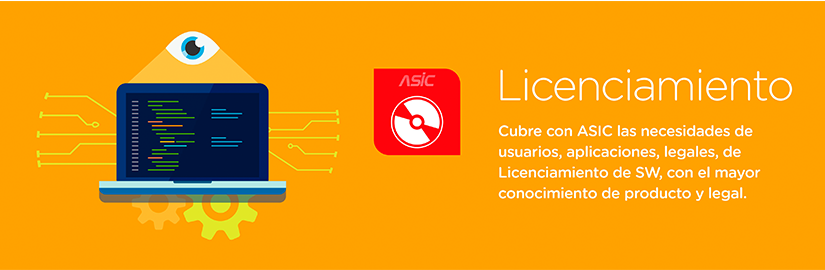 ASIC
Licenciamiento
Cubre con ASIC las necesidades de
usuarios, aplicaciones, legales, de
Licenciamiento de SW, con el mayor
conocimiento de producto y legal.